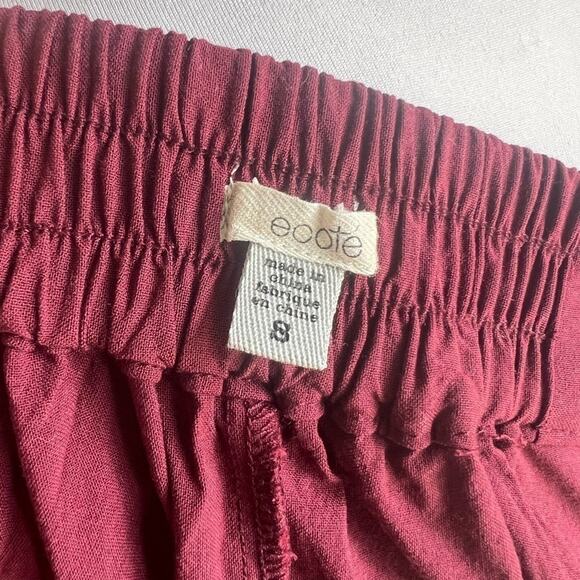 ecote
made in
china
fabriqué
en chine
S